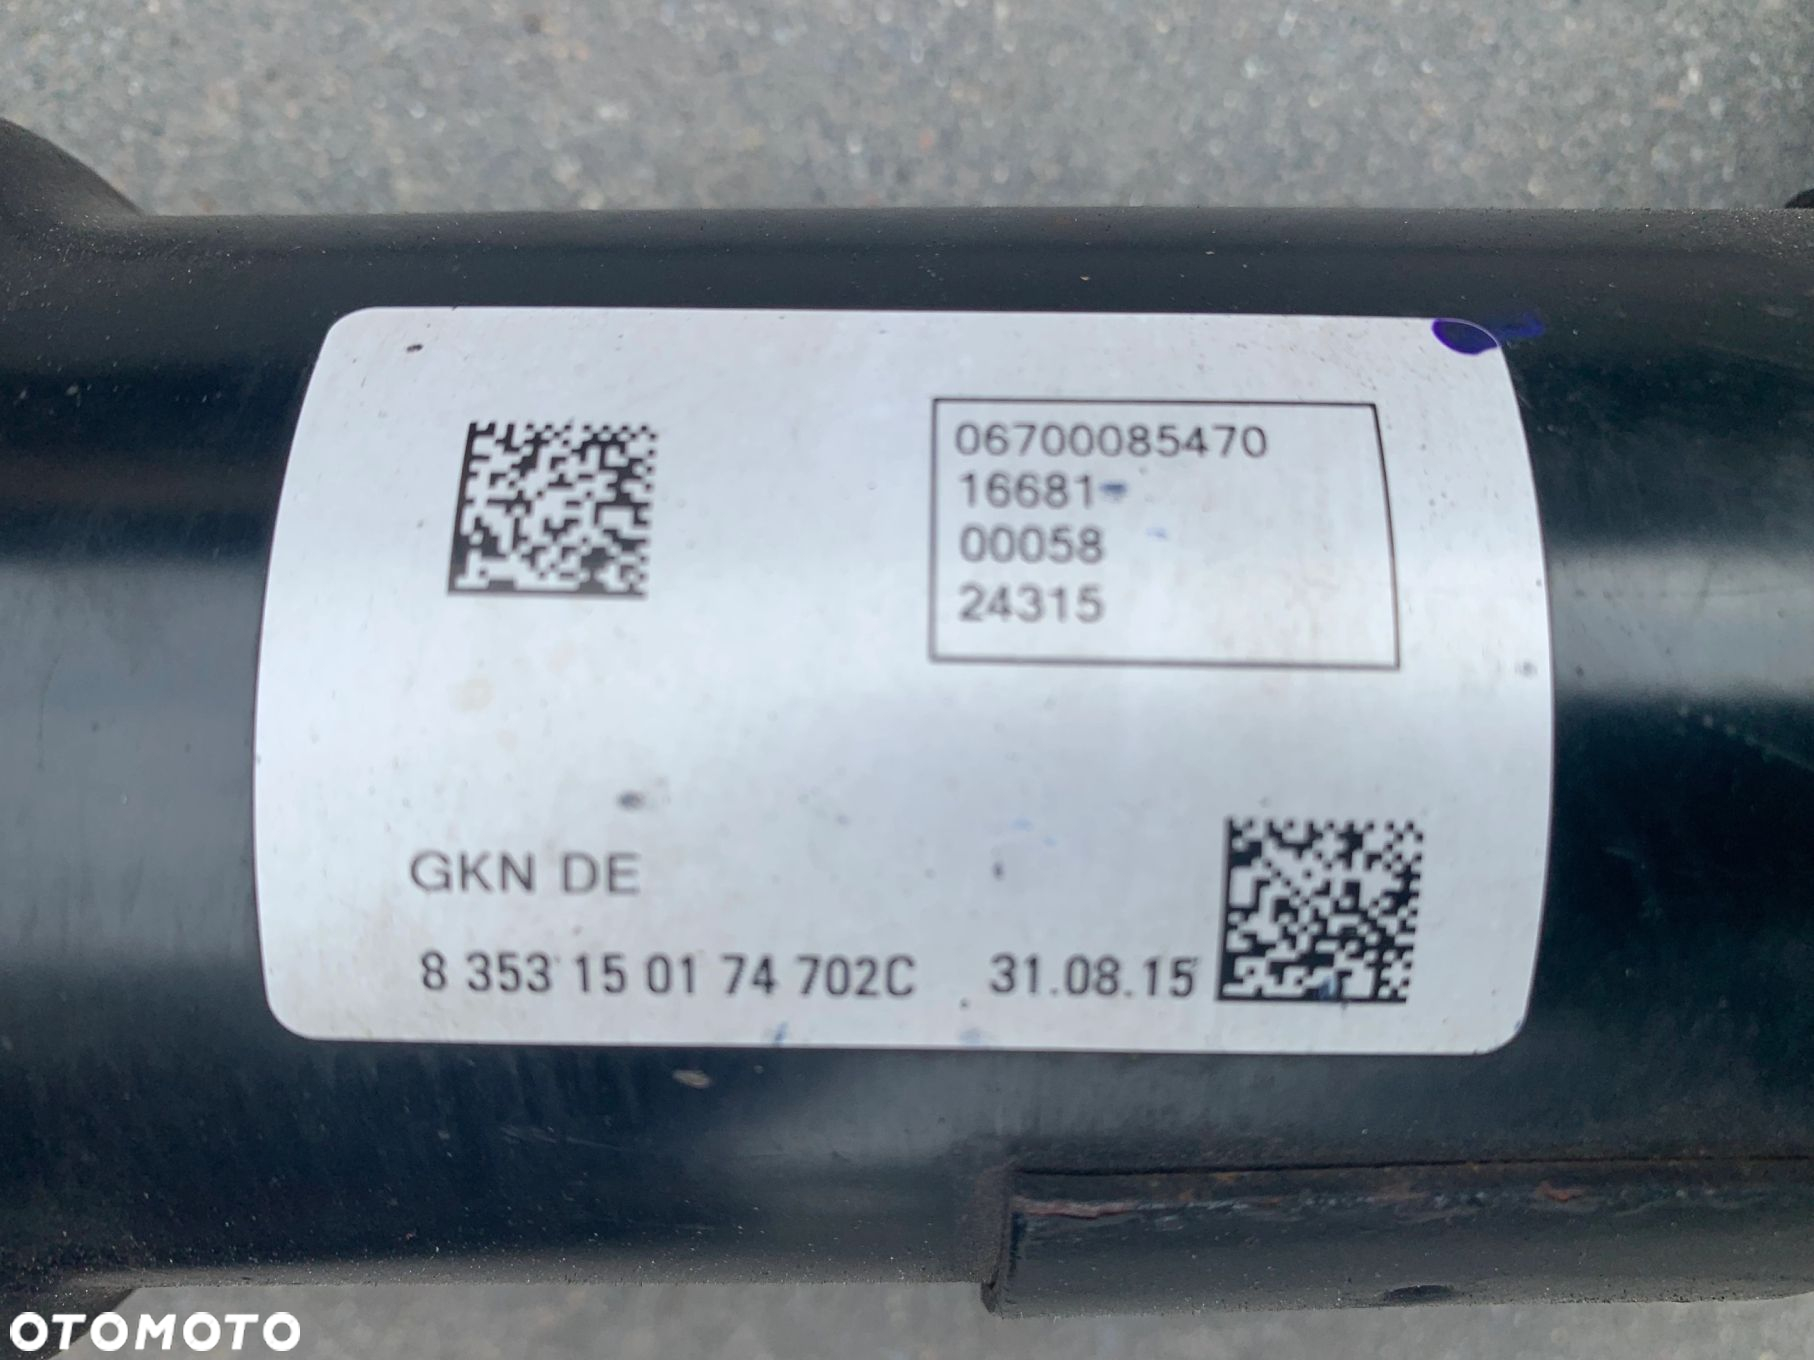 06700085470
16681
00058
24315
GKN DE
8 353 15 01 74 702C 31.08.15
OTOMOTO